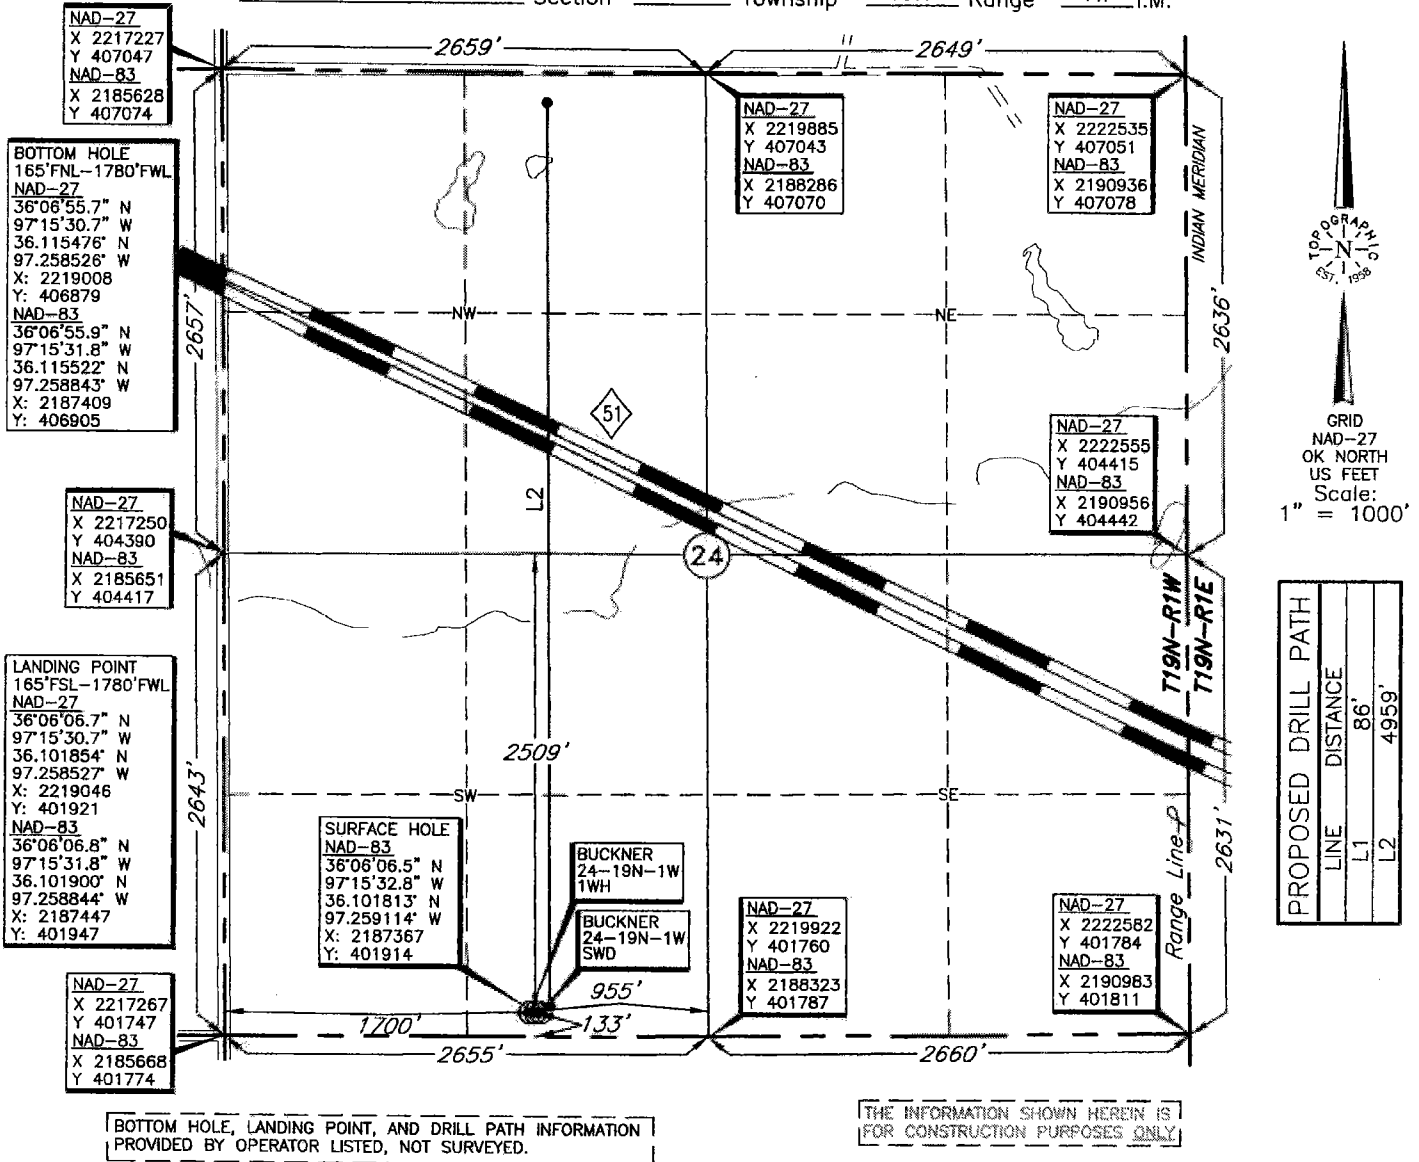 Section Township Range I.M.
NAD-27
X 2217227
Y 407047
NAD-83
X 2185628
Y 407074
2659'
2649'
NAD-27
X 2219885
Y 407043
NAD-83
X 2188286
Y 407070
NAD-27
X 2222535
Y 407051
NAD-83
X 2190936
Y 407078
INDIAN MERIDIAN
BOTTOM HOLE
165'FNL-1780'FWL
NAD-27
36°06'55.7" N
97°15'30.7" W
36.115476° N
97.258526° W
X: 2219008
Y: 406879
NAD-83
36°06'55.9" N
97°15'31.8" W
36.115522° N
97.258843° W
X: 2187409
Y: 406905
2657'
NW
NE
2636'
TOPOGRAPHIC
N
EST. 1958
GRID
NAD-27
OK NORTH
US FEET
Scale:
1" = 1000'
51
L2
NAD-27
X 2222555
Y 404415
NAD-83
X 2190956
Y 404442
NAD-27
X 2217250
Y 404390
NAD-83
X 2185651
Y 404417
24
T19N-R1W
T19N-R1E
LANDING POINT
165'FSL-1780'FWL
NAD-27
36°06'06.7" N
97°15'30.7" W
36.101854° N
97.258527° W
X: 2219046
Y: 401921
NAD-83
36°06'06.8" N
97°15'31.8" W
36.101900° N
97.258844° W
X: 2187447
Y: 401947
2643'
2509'
SW
SE
2631'
Range Line
PROPOSED DRILL PATH
LINE DISTANCE
L1 86'
L2 4959'
SURFACE HOLE
NAD-83
36°06'06.5" N
97°15'32.8" W
36.101813° N
97.259114° W
X: 2187367
Y: 401914
BUCKNER
24-19N-1W
1WH
BUCKNER
24-19N-1W
SWD
NAD-27
X 2219922
Y 401760
NAD-83
X 2188323
Y 401787
NAD-27
X 2222582
Y 401784
NAD-83
X 2190983
Y 401811
NAD-27
X 2217267
Y 401747
NAD-83
X 2185668
Y 401774
955'
1700'
133'
2655'
2660'
BOTTOM HOLE, LANDING POINT, AND DRILL PATH INFORMATION
PROVIDED BY OPERATOR LISTED, NOT SURVEYED.
THE INFORMATION SHOWN HEREIN IS
FOR CONSTRUCTION PURPOSES ONLY